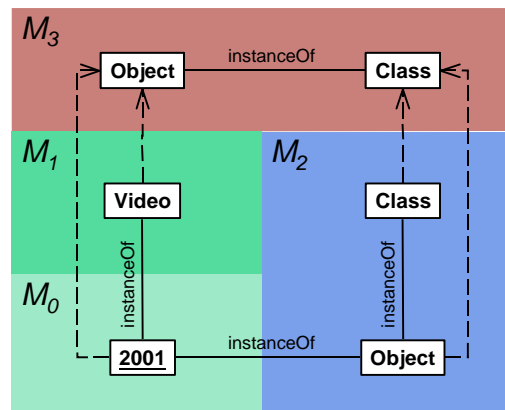 M3
instanceOf
Object
Class
M1
M2
Video
Class
instanceOf
instanceOf
M0
instanceOf
2001
Object